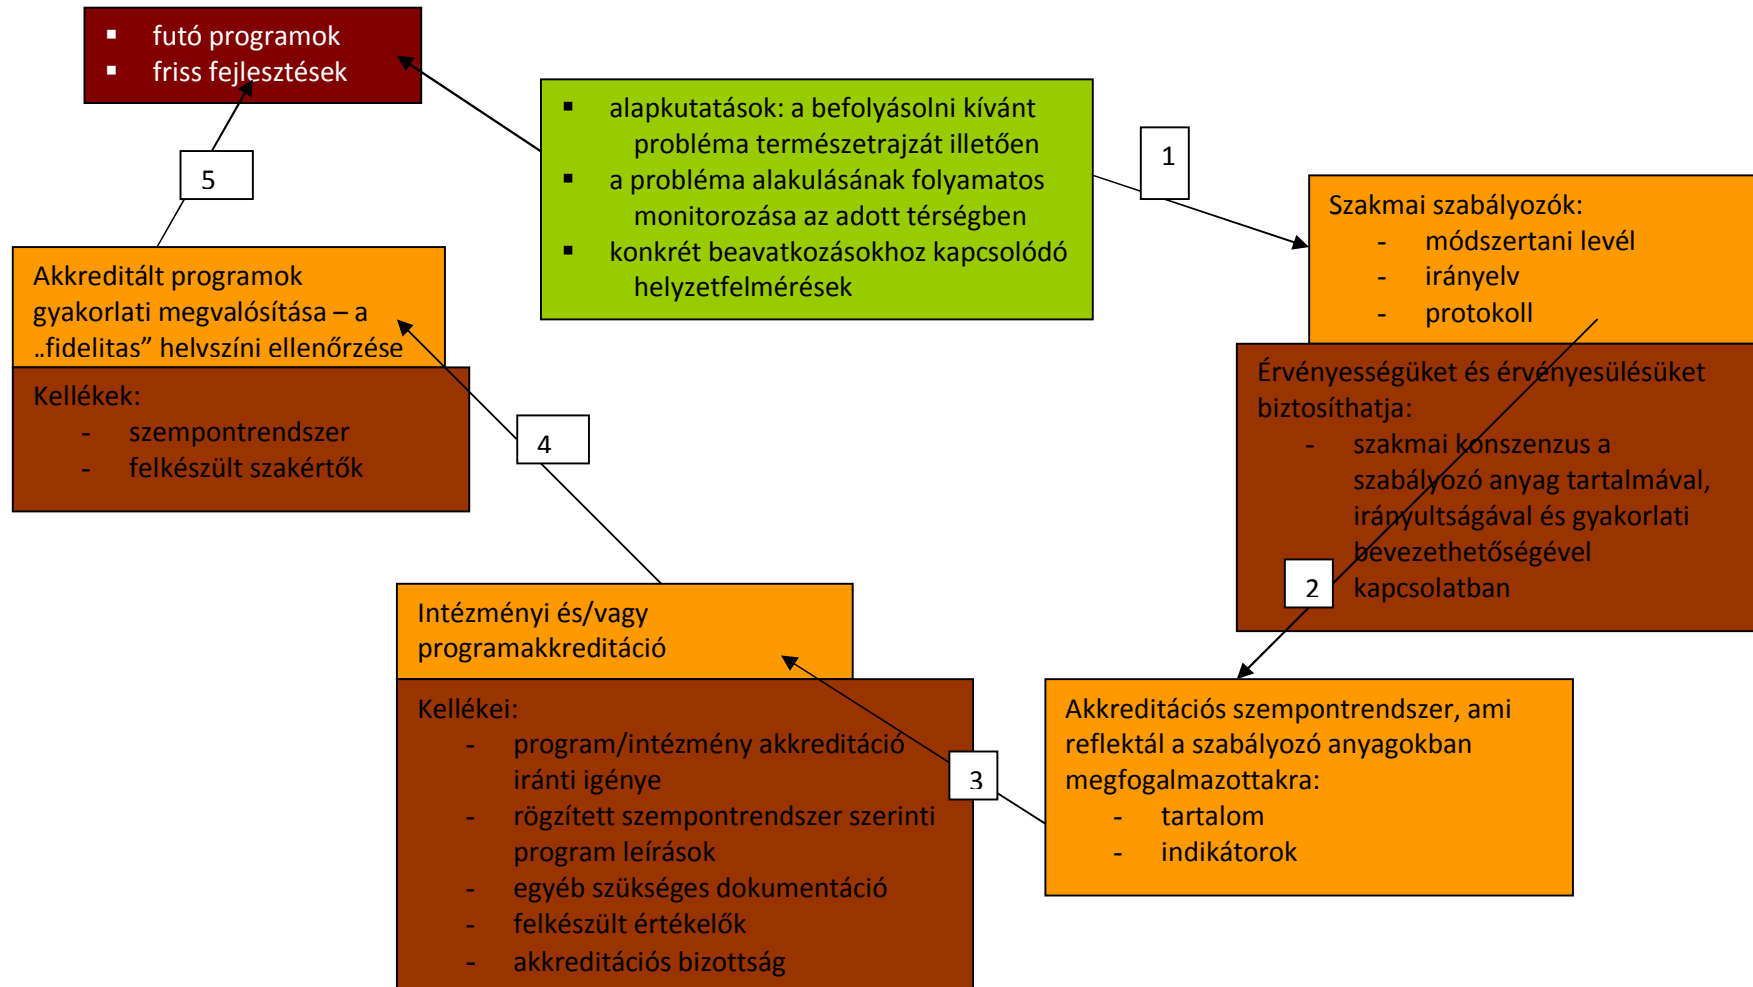 ▪ futó programok
▪ friss fejlesztések
▪ alapkutatások: a befolyásolni kívánt
probléma természetrajzát illetően
▪ a probléma alakulásának folyamatos
monitorozása az adott térségben
▪ konkrét beavatkozásokhoz kapcsolódó
helyzetfelmérések
1
Szakmai szabályozók:
- módszertani levél
- irányelv
- protokoll
Érvényességüket és érvényesülésüket
biztosíthatja:
- szakmai konszenzus a
szabályozó anyag tartalmával,
irányultságával és gyakorlati
bevezethetőségével
kapcsolatban
2
Akkreditációs szempontrendszer, ami
reflektál a szabályozó anyagokban
megfogalmazottakra:
- tartalom
- indikátorok
3
Intézményi és/vagy
programakkreditáció
Kellékei:
- program/intézmény akkreditáció
iránti igénye
- rögzített szempontrendszer szerinti
program leírások
- egyéb szükséges dokumentáció
- felkészült értékelők
- akkreditációs bizottság
4
Akkreditált programok
gyakorlati megvalósítása – a
„fidelitas” helyszíni ellenőrzése
Kellékek:
- szempontrendszer
- felkészült szakértők
5